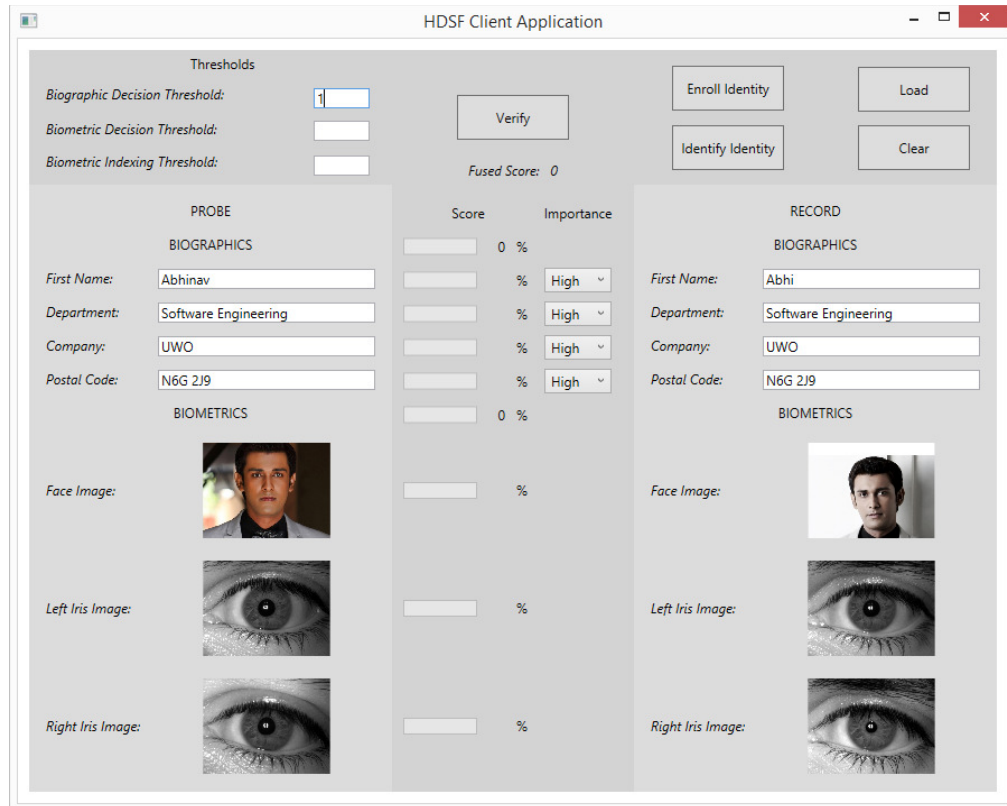 HDSF Client Application
Thresholds
Biographic Decision Threshold: 1
Biometric Decision Threshold:
Biometric Indexing Threshold:
Verify
Fused Score: 0
Enroll Identity
Load
Identify Identity
Clear
PROBE
BIOGRAPHICS
First Name: Abhinav
Department: Software Engineering
Company: UWO
Postal Code: N6G 2J9
BIOMETRICS
Face Image:
Left Iris Image:
Right Iris Image:
Score Importance
0 %
% High
% High
% High
% High
0 %
%
%
%
RECORD
BIOGRAPHICS
First Name: Abhi
Department: Software Engineering
Company: UWO
Postal Code: N6G 2J9
BIOMETRICS
Face Image:
Left Iris Image:
Right Iris Image: